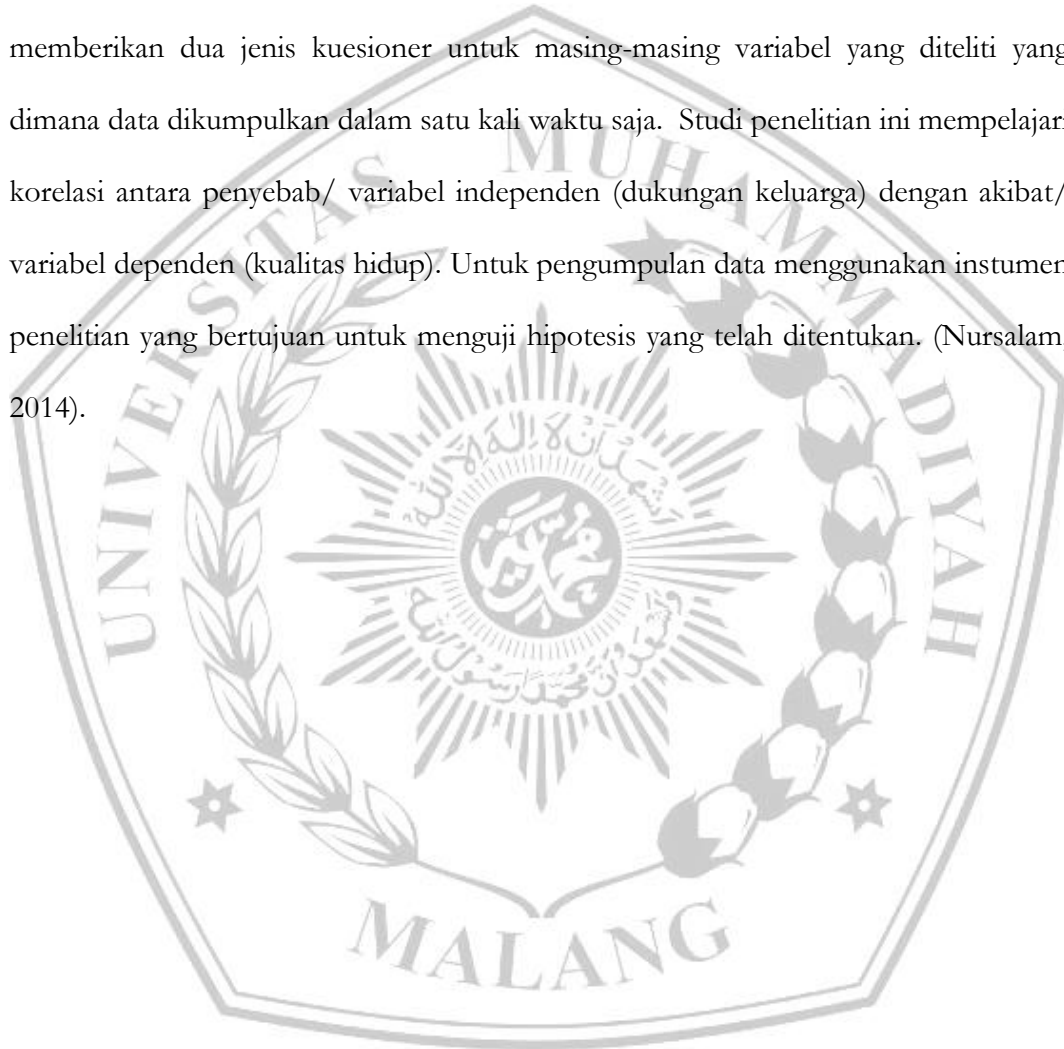 memberikan dua jenis kuesioner untuk masing-masing variabel yang diteliti yang
dimana data dikumpulkan dalam satu kali waktu saja. Studi penelitian ini mempelajari
korelasi antara penyebab/ variabel independen (dukungan keluarga) dengan akibat/
variabel dependen (kualitas hidup). Untuk pengumpulan data menggunakan instumen
penelitian yang bertujuan untuk menguji hipotesis yang telah ditentukan. (Nursalam,
2014).
UNIVERSITAS MUHAMMADIYAH
MALANG